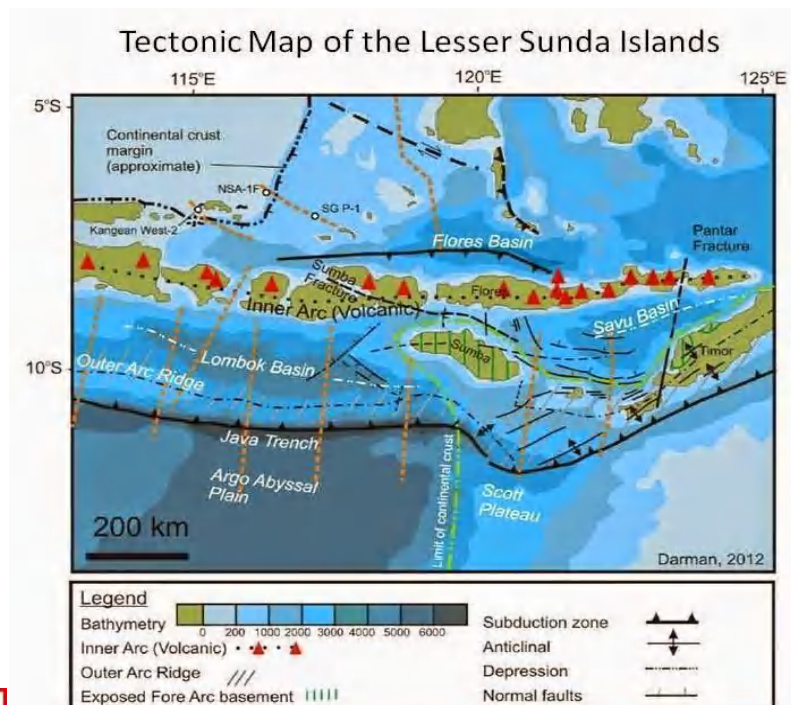 Tectonic Map of the Lesser Sunda Islands
115°E
120°E
125°E
5°S
Continental crust
margin
(approximate)
NSA-1F
SG P-1
Kangean West-2
Flores Basin
Pantar
Fracture
Sumba
Fracture
Flores
Inner Arc (Volcanic)
Savu Basin
10°S
Lombok Basin
Sumba
Timor
Outer Arc Ridge
Java Trench
Argo Abyssal
Plain
Limit of continental crust
Scott
Plateau
200 km
Darman, 2012
Legend
Bathymetry
0 200 1000 2000 3000 4000 5000 6000
Inner Arc (Volcanic)
Outer Arc Ridge
Exposed Fore Arc basement
Subduction zone
Anticlinal
Depression
Normal faults